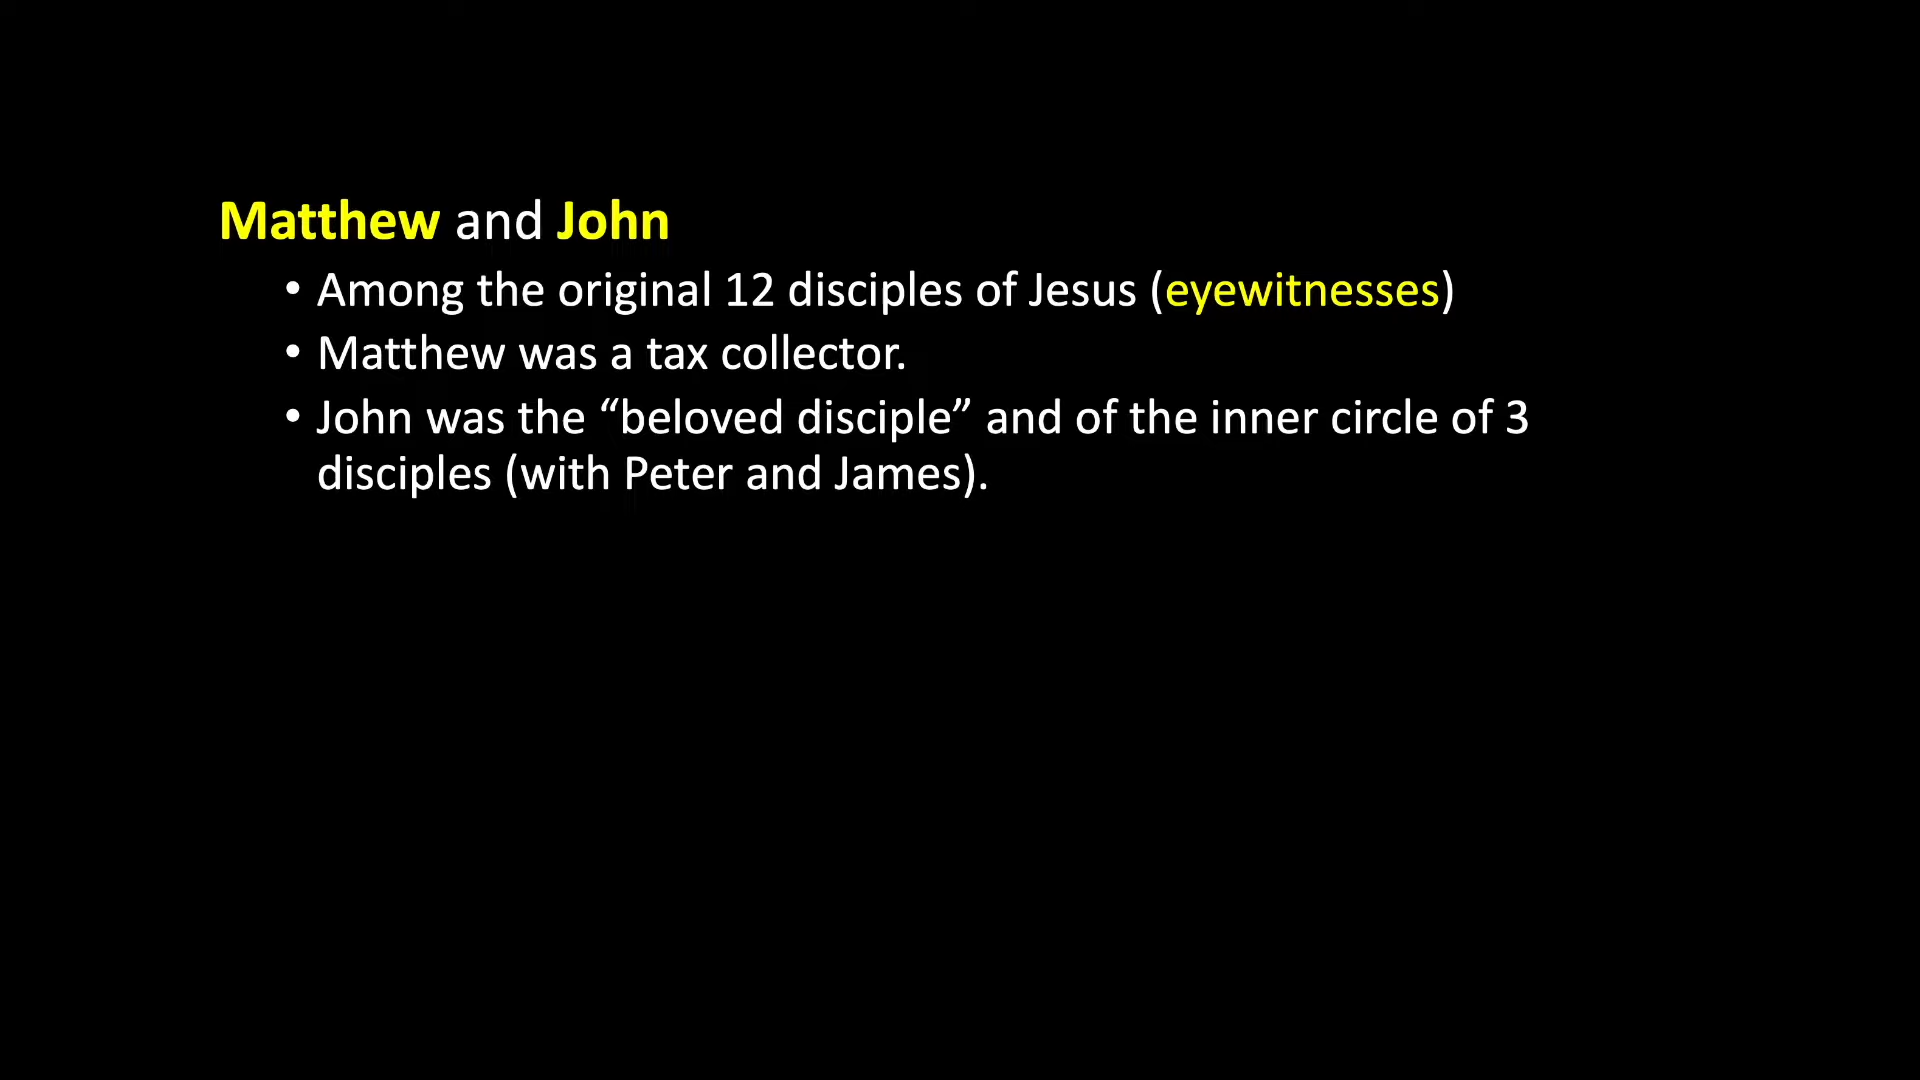 Matthew and John
• Among the original 12 disciples of Jesus (eyewitnesses)
• Matthew was a tax collector.
• John was the “beloved disciple” and of the inner circle of 3
disciples (with Peter and James).